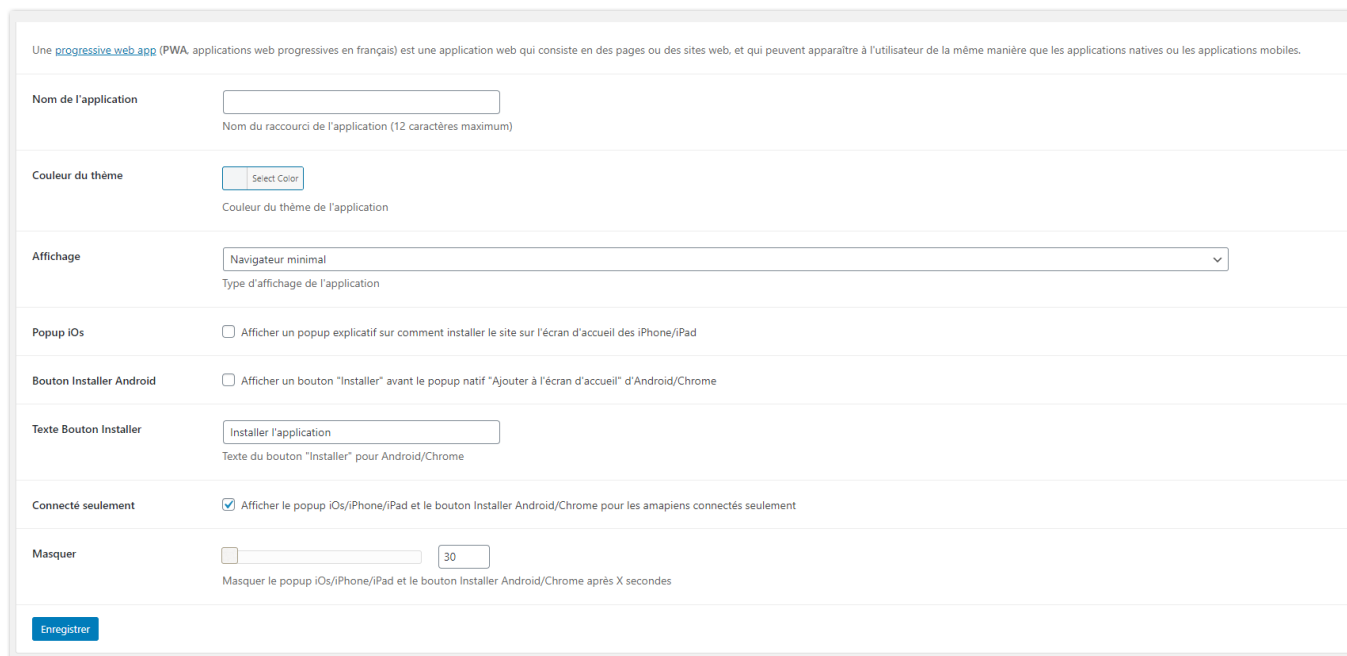 Une progressive web app (PWA, applications web progressives en français) est une application web qui consiste en des pages ou des sites web, et qui peuvent apparaître à l'utilisateur de la même manière que les applications natives ou les applications mobiles.
Nom de l'application
Nom du raccourci de l'application (12 caractères maximum)
Couleur du thème
Select Color
Couleur du thème de l'application
Affichage
Navigateur minimal
Type d'affichage de l'application
Popup iOs
Afficher un popup explicatif sur comment installer le site sur l'écran d'accueil des iPhone/iPad
Bouton Installer Android
Afficher un bouton "Installer" avant le popup natif "Ajouter à l'écran d'accueil" d'Android/Chrome
Texte Bouton Installer
Installer l'application
Texte du bouton "Installer" pour Android/Chrome
Connecté seulement
Afficher le popup iOs/iPhone/iPad et le bouton Installer Android/Chrome pour les amapiens connectés seulement
Masquer
30
Masquer le popup iOs/iPhone/iPad et le bouton Installer Android/Chrome après X secondes
Enregistrer